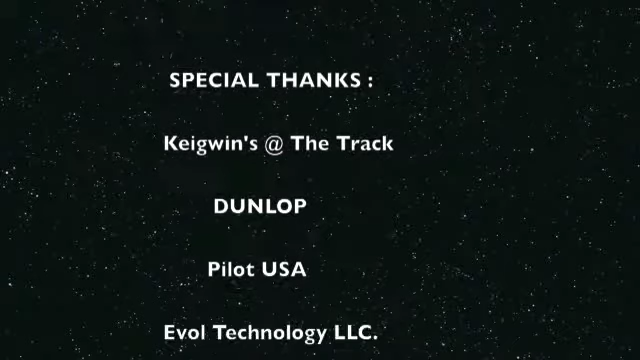 SPECIAL THANKS :
Keigwin's @ The Track
DUNLOP
Pilot USA
Evol Technology LLC.